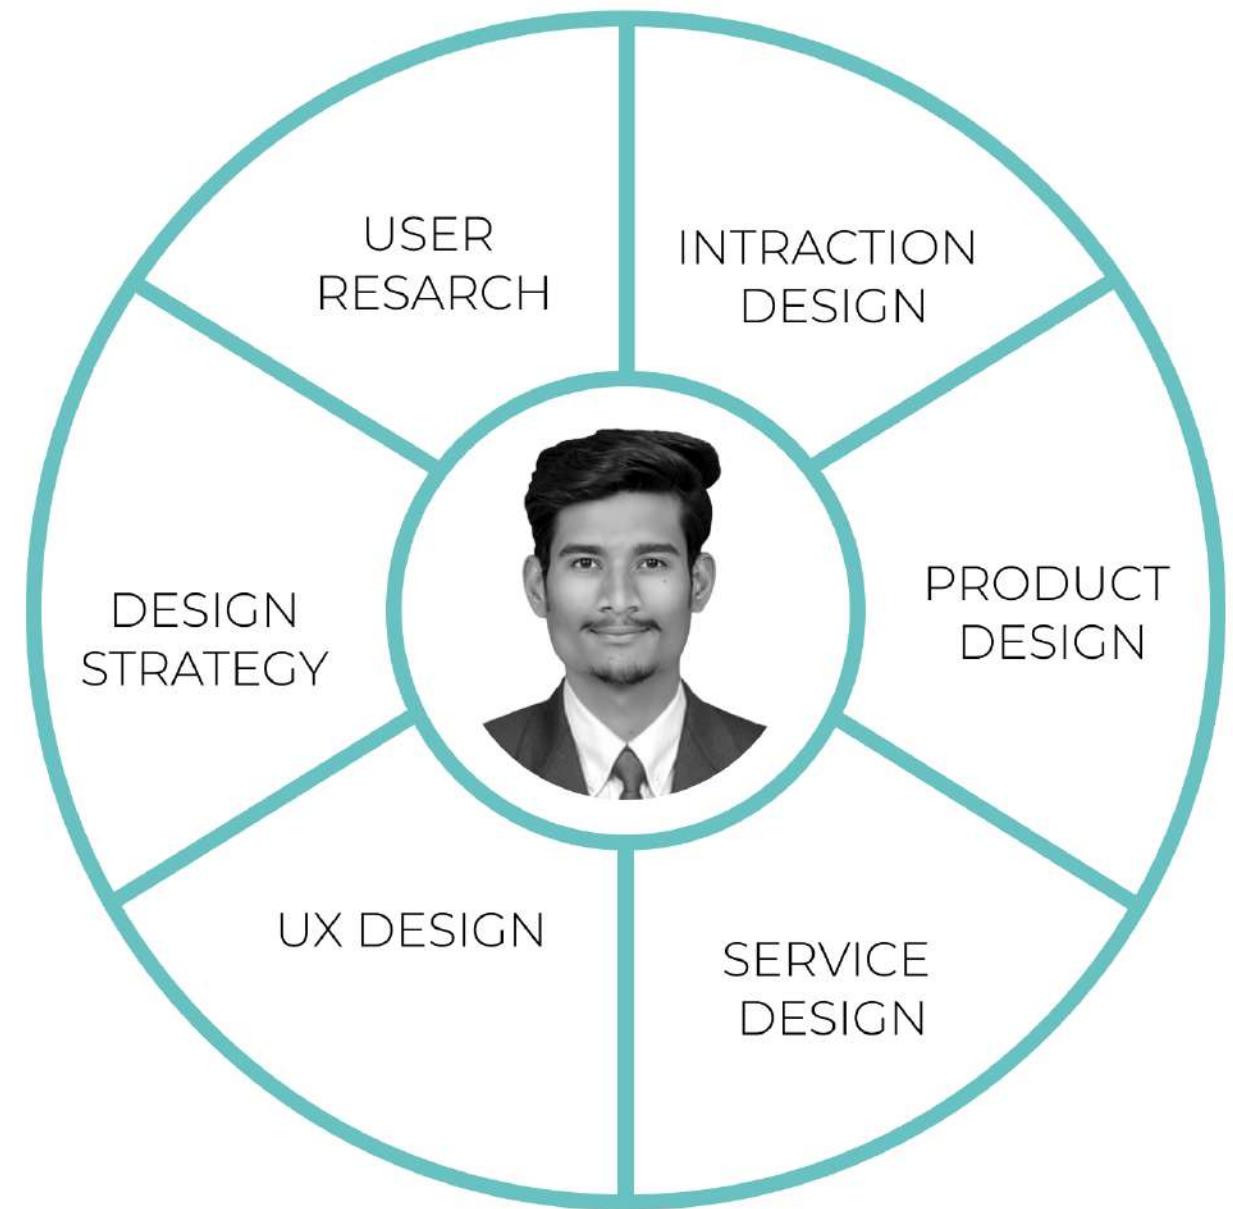 USER
RESARCH
INTRACTION
DESIGN
DESIGN
STRATEGY
PRODUCT
DESIGN
UX DESIGN
SERVICE
DESIGN